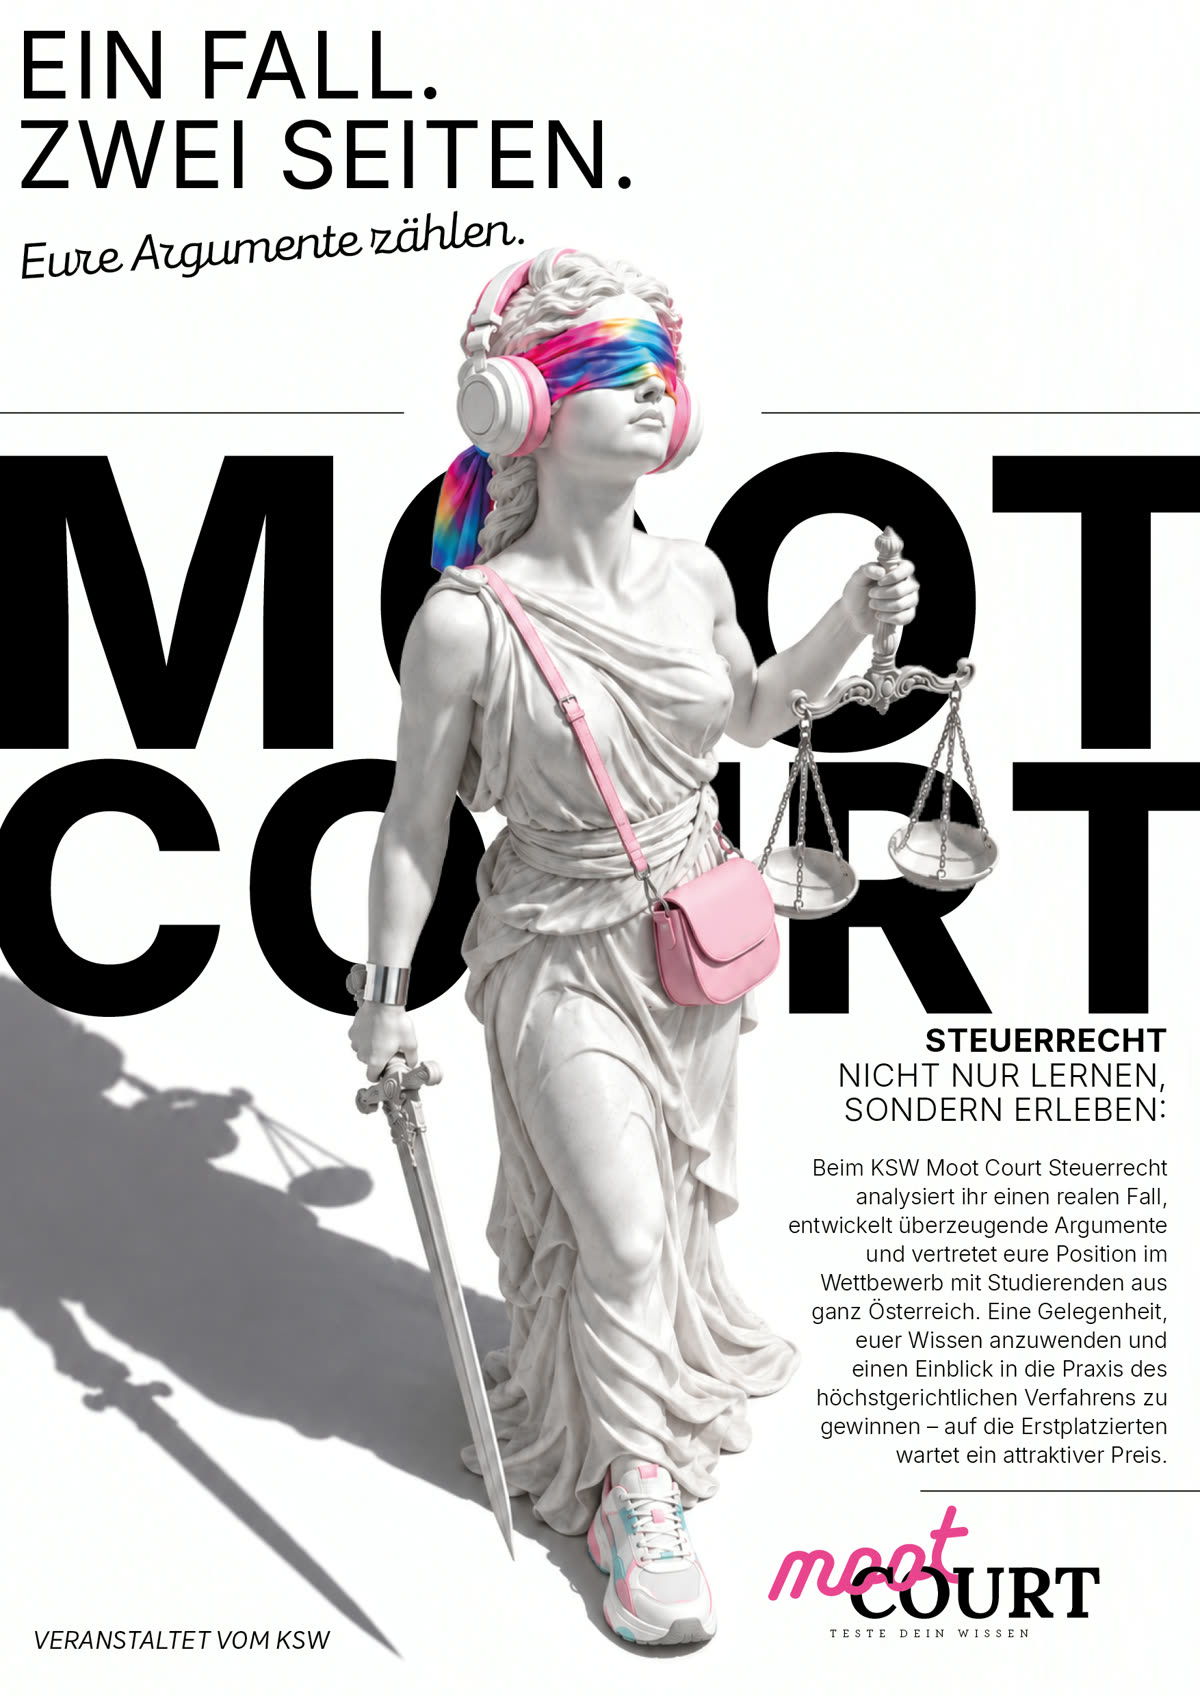 EIN FALL.
ZWEI SEITEN.
Eure Argumente zählen.
MOOT
COURT
STEUERRECHT
NICHT NUR LERNEN,
SONDERN ERLEBEN:
Beim KSW Moot Court Steuerrecht
analysiert ihr einen realen Fall,
entwickelt überzeugende Argumente
und vertretet eure Position im
Wettbewerb mit Studierenden aus
ganz Österreich. Eine Gelegenheit,
euer Wissen anzuwenden und
einen Einblick in die Praxis des
höchstgerichtlichen Verfahrens zu
gewinnen – auf die Erstplatzierten
wartet ein attraktiver Preis.
moot
COURT
TESTE DEIN WISSEN
VERANSTALTET VOM KSW